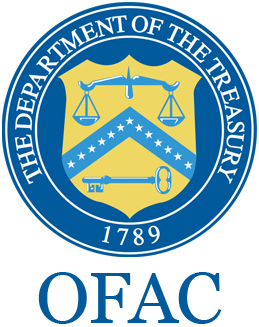 THE DEPARTMENT OF THE TREASURY
1789
OFAC